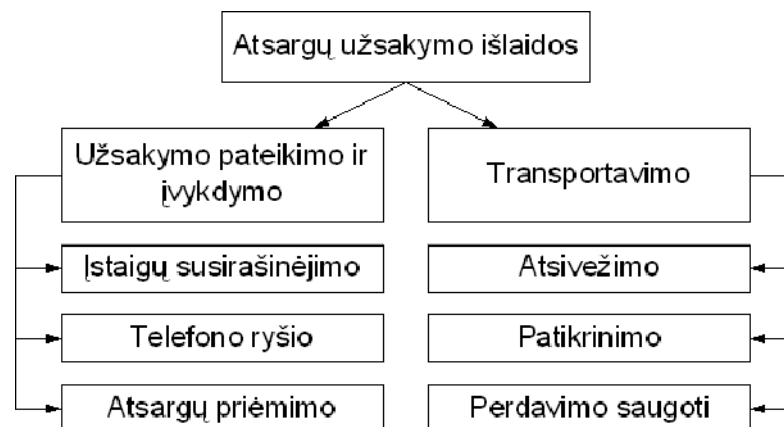 Atsargų užsakymo išlaidos
Užsakymo pateikimo ir
įvykdymo
Transportavimo
Įstaigų susirašinėjimo
Atsivežimo
Telefono ryšio
Patikrinimo
Atsargų priėmimo
Perdavimo saugoti